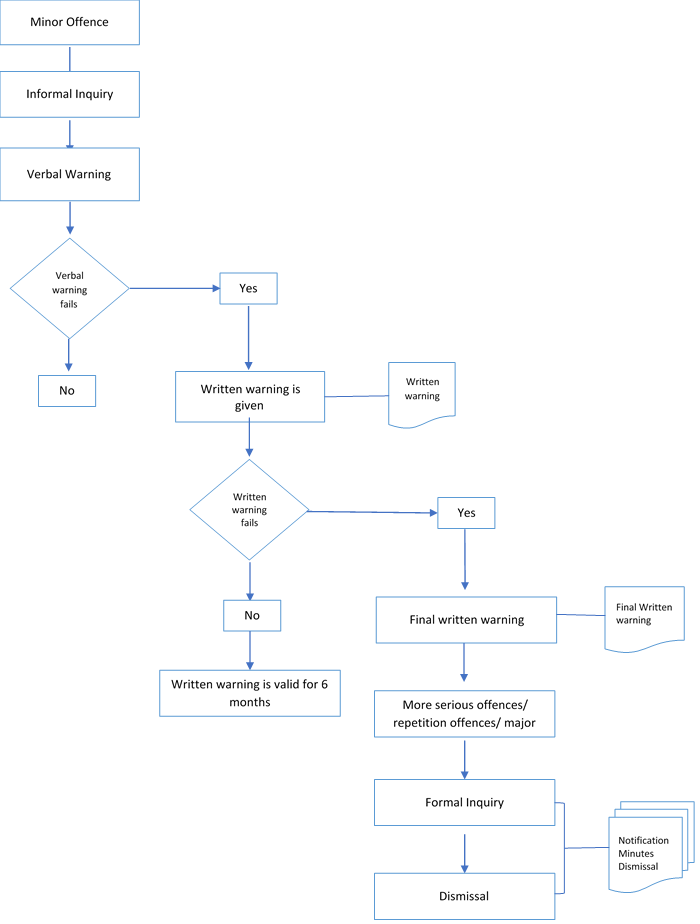 Minor Offence
Informal Inquiry
Verbal Warning
Verbal
warning
fails
Yes
No
Written warning is
given
Written
warning
Written
warning
fails
Yes
No
Final written warning
Final Written
warning
Written warning is valid for 6
months
More serious offences/
repetition offences/ major
Formal Inquiry
Notification
Minutes
Dismissal
Dismissal